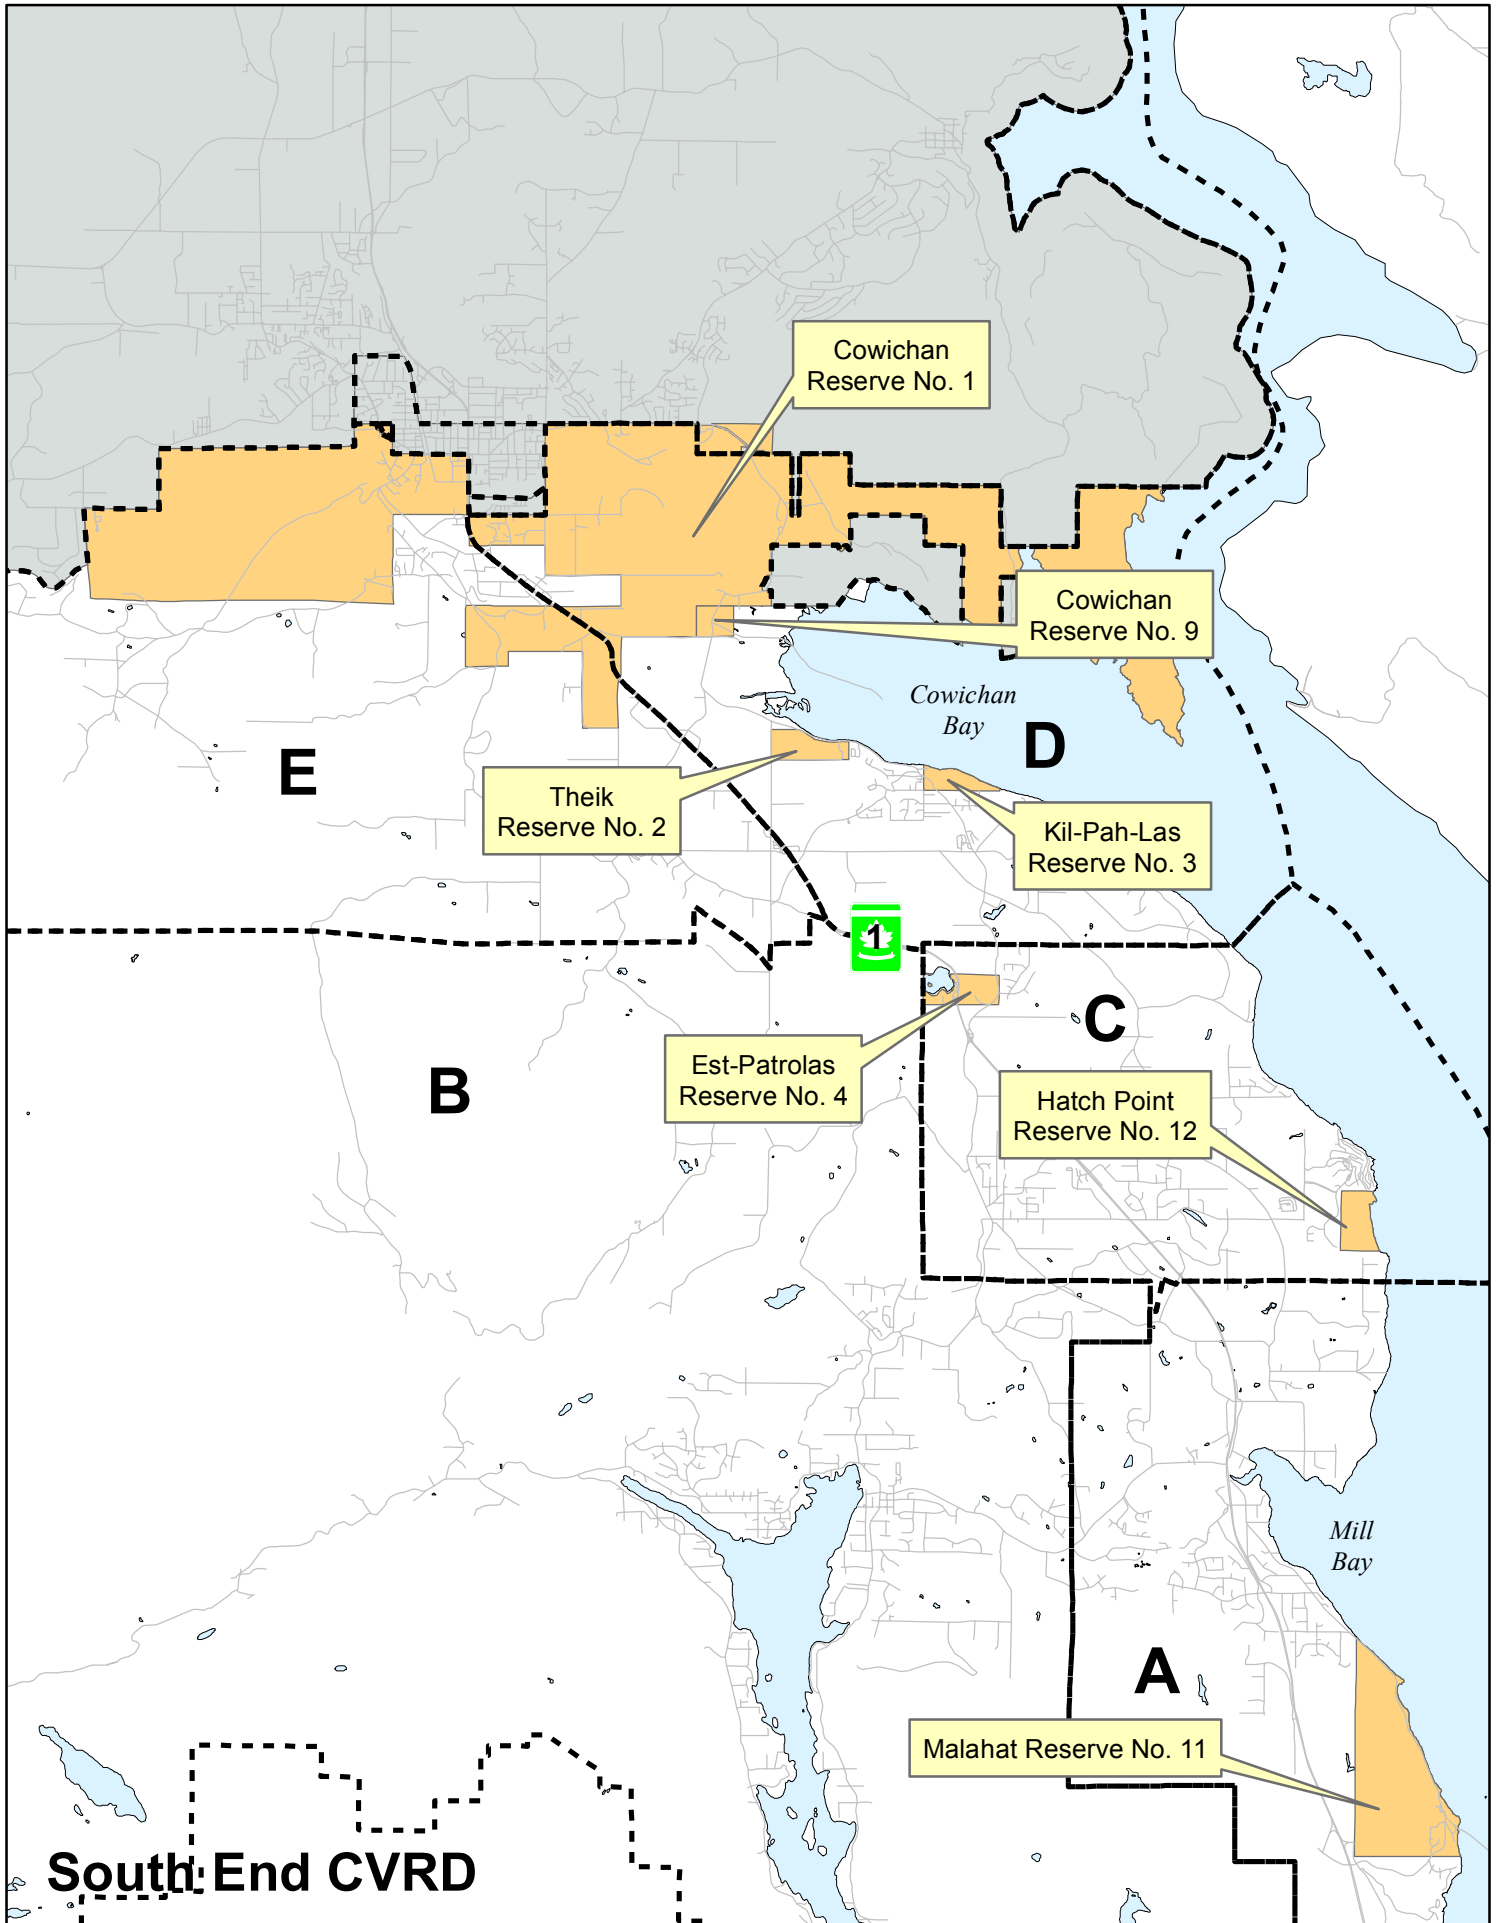 Cowichan
Reserve No. 1
Cowichan
Reserve No. 9
Cowichan
Bay
D
E
Theik
Reserve No. 2
Kil-Pah-Las
Reserve No. 3
1
C
B
Est-Patrolas
Reserve No. 4
Hatch Point
Reserve No. 12
Mill
Bay
A
Malahat Reserve No. 11
South End CVRD